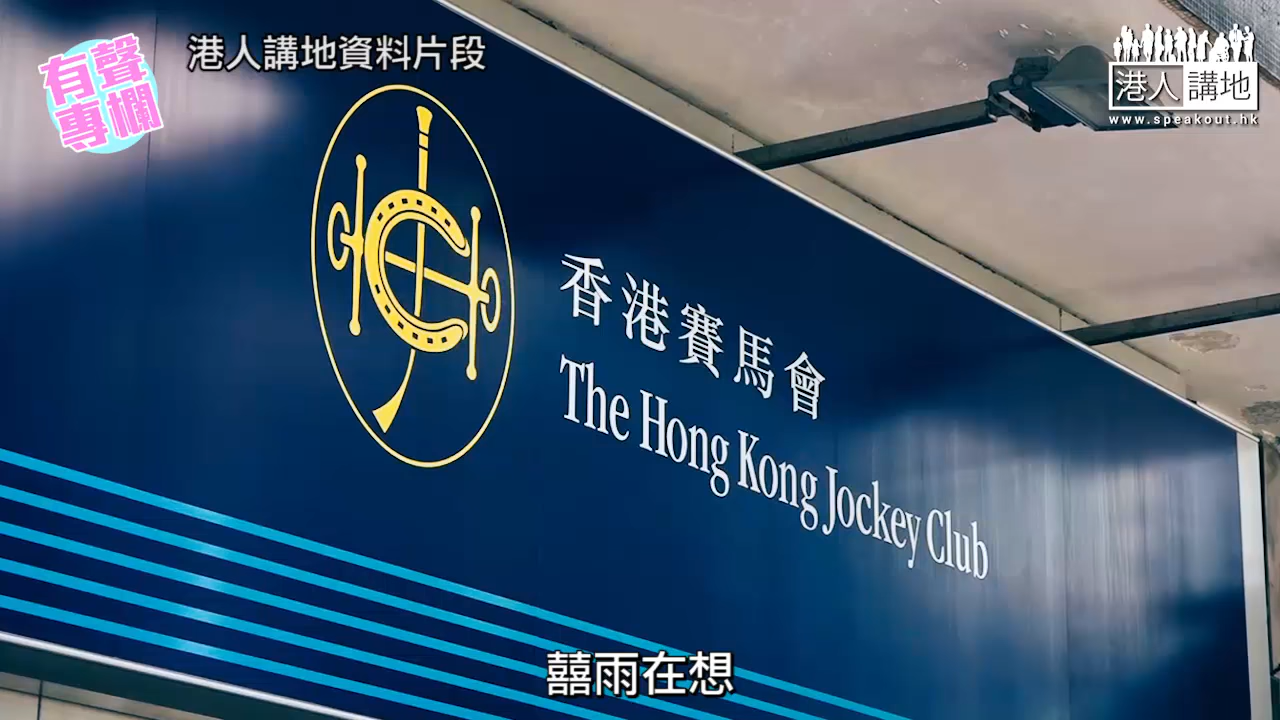 有聲
專欄
港人講地資料片段
港人講地
www.speakout.hk
香港賽馬會
The Hong Kong Jockey Club
囍雨在想